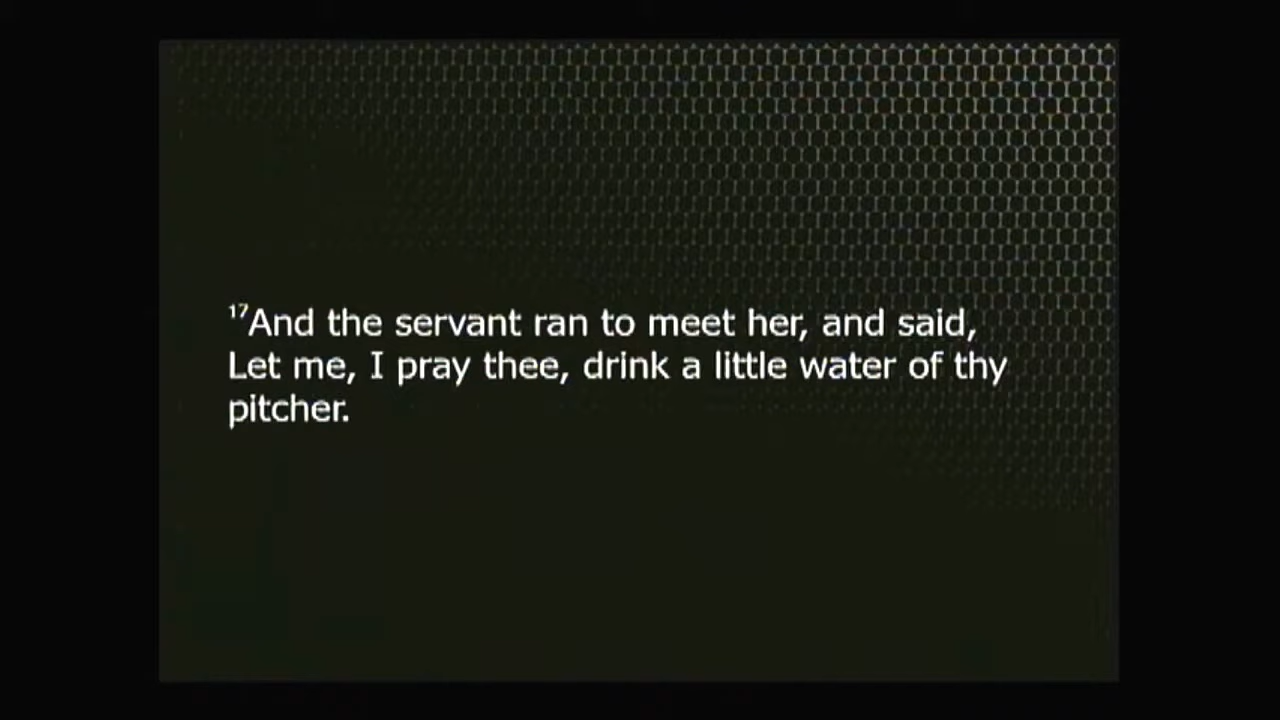 17And the servant ran to meet her, and said,
Let me, I pray thee, drink a little water of thy
pitcher.